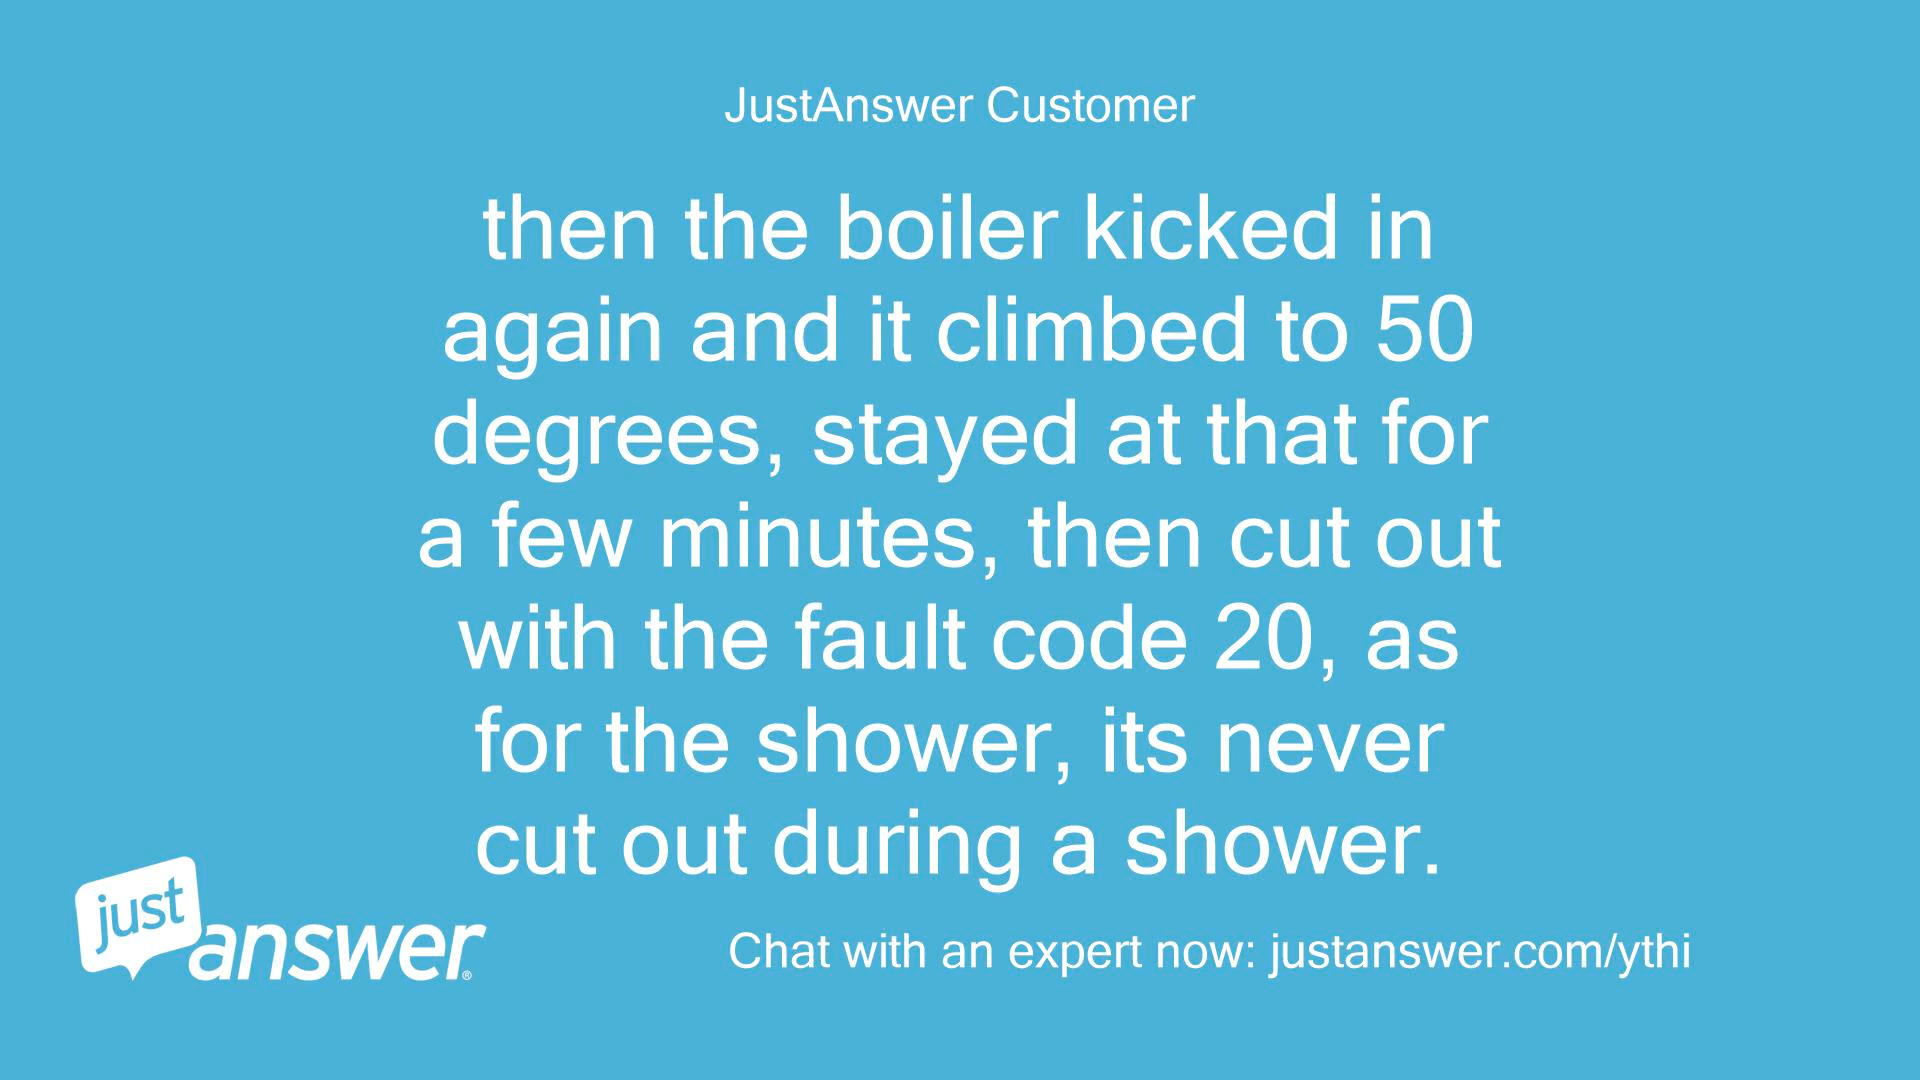 JustAnswer Customer
then the boiler kicked in
again and it climbed to 50
degrees, stayed at that for
a few minutes, then cut out
with the fault code 20, as
for the shower, its never
cut out during a shower.
just
answer®
Chat with an expert now: justanswer.com/ythi